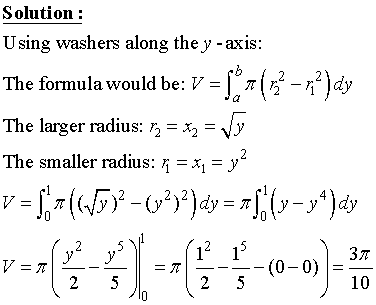 Solution :
Using washers along the y - axis:
The formula would be: V = ∫_a^b π(r₂² − r₁²)dy
The larger radius: r₂ = x₂ = √y
The smaller radius: r₁ = x₁ = y²
V = ∫_0^1 π((√y)² − (y²)²)dy = π∫_0^1 (y − y⁴)dy
V = π(y²/2 − y⁵/5)|_0^1 = π(1²/2 − 1⁵/5 − (0 − 0)) = 3π/10